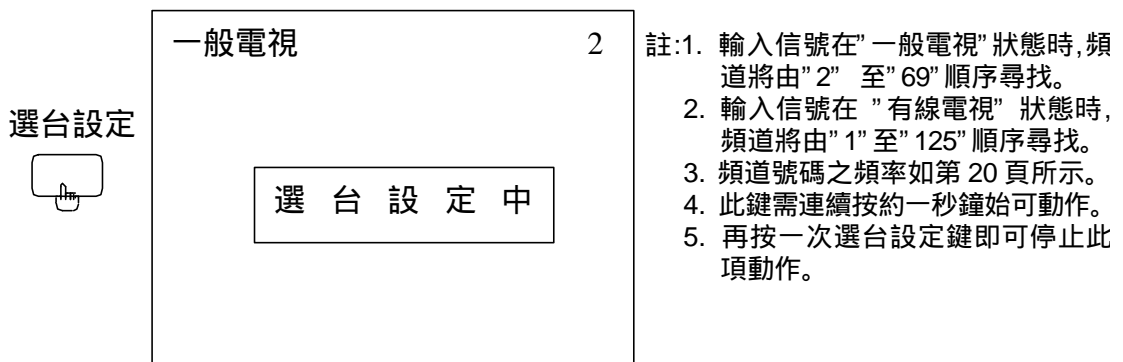 選台設定
一般電視 2
選台設定中
註:1. 輸入信號在”一般電視”狀態時,頻
道將由”2” 至”69”順序尋找。
2. 輸入信號在 ”有線電視” 狀態時,
頻道將由”1”至”125”順序尋找。
3. 頻道號碼之頻率如第 20 頁所示。
4. 此鍵需連續按約一秒鐘始可動作。
5. 再按一次選台設定鍵即可停止此
項動作。